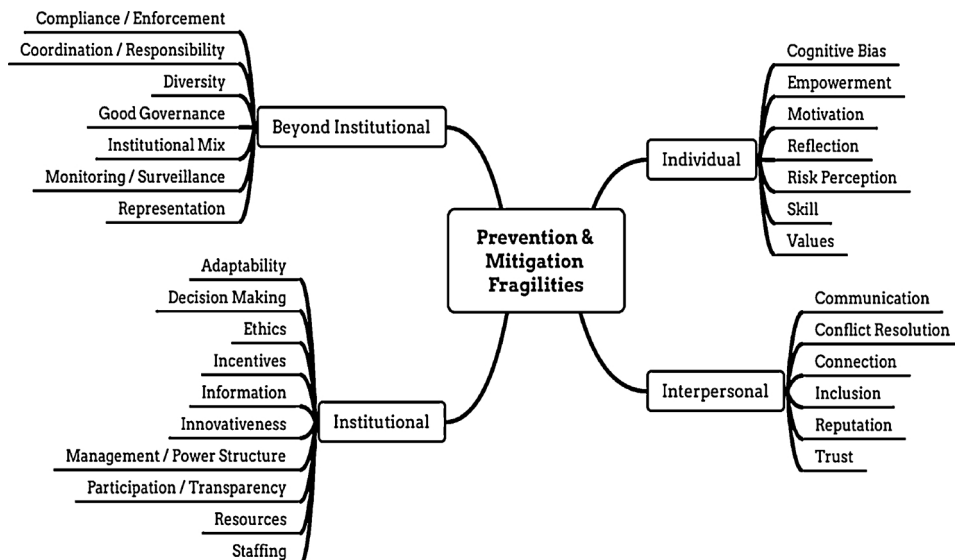 Compliance / Enforcement
Coordination / Responsibility
Diversity
Good Governance
Institutional Mix
Monitoring / Surveillance
Representation
Beyond Institutional
Adaptability
Decision Making
Ethics
Incentives
Information
Innovativeness
Management / Power Structure
Participation / Transparency
Resources
Staffing
Institutional
Prevention &
Mitigation
Fragilities
Individual
Cognitive Bias
Empowerment
Motivation
Reflection
Risk Perception
Skill
Values
Interpersonal
Communication
Conflict Resolution
Connection
Inclusion
Reputation
Trust